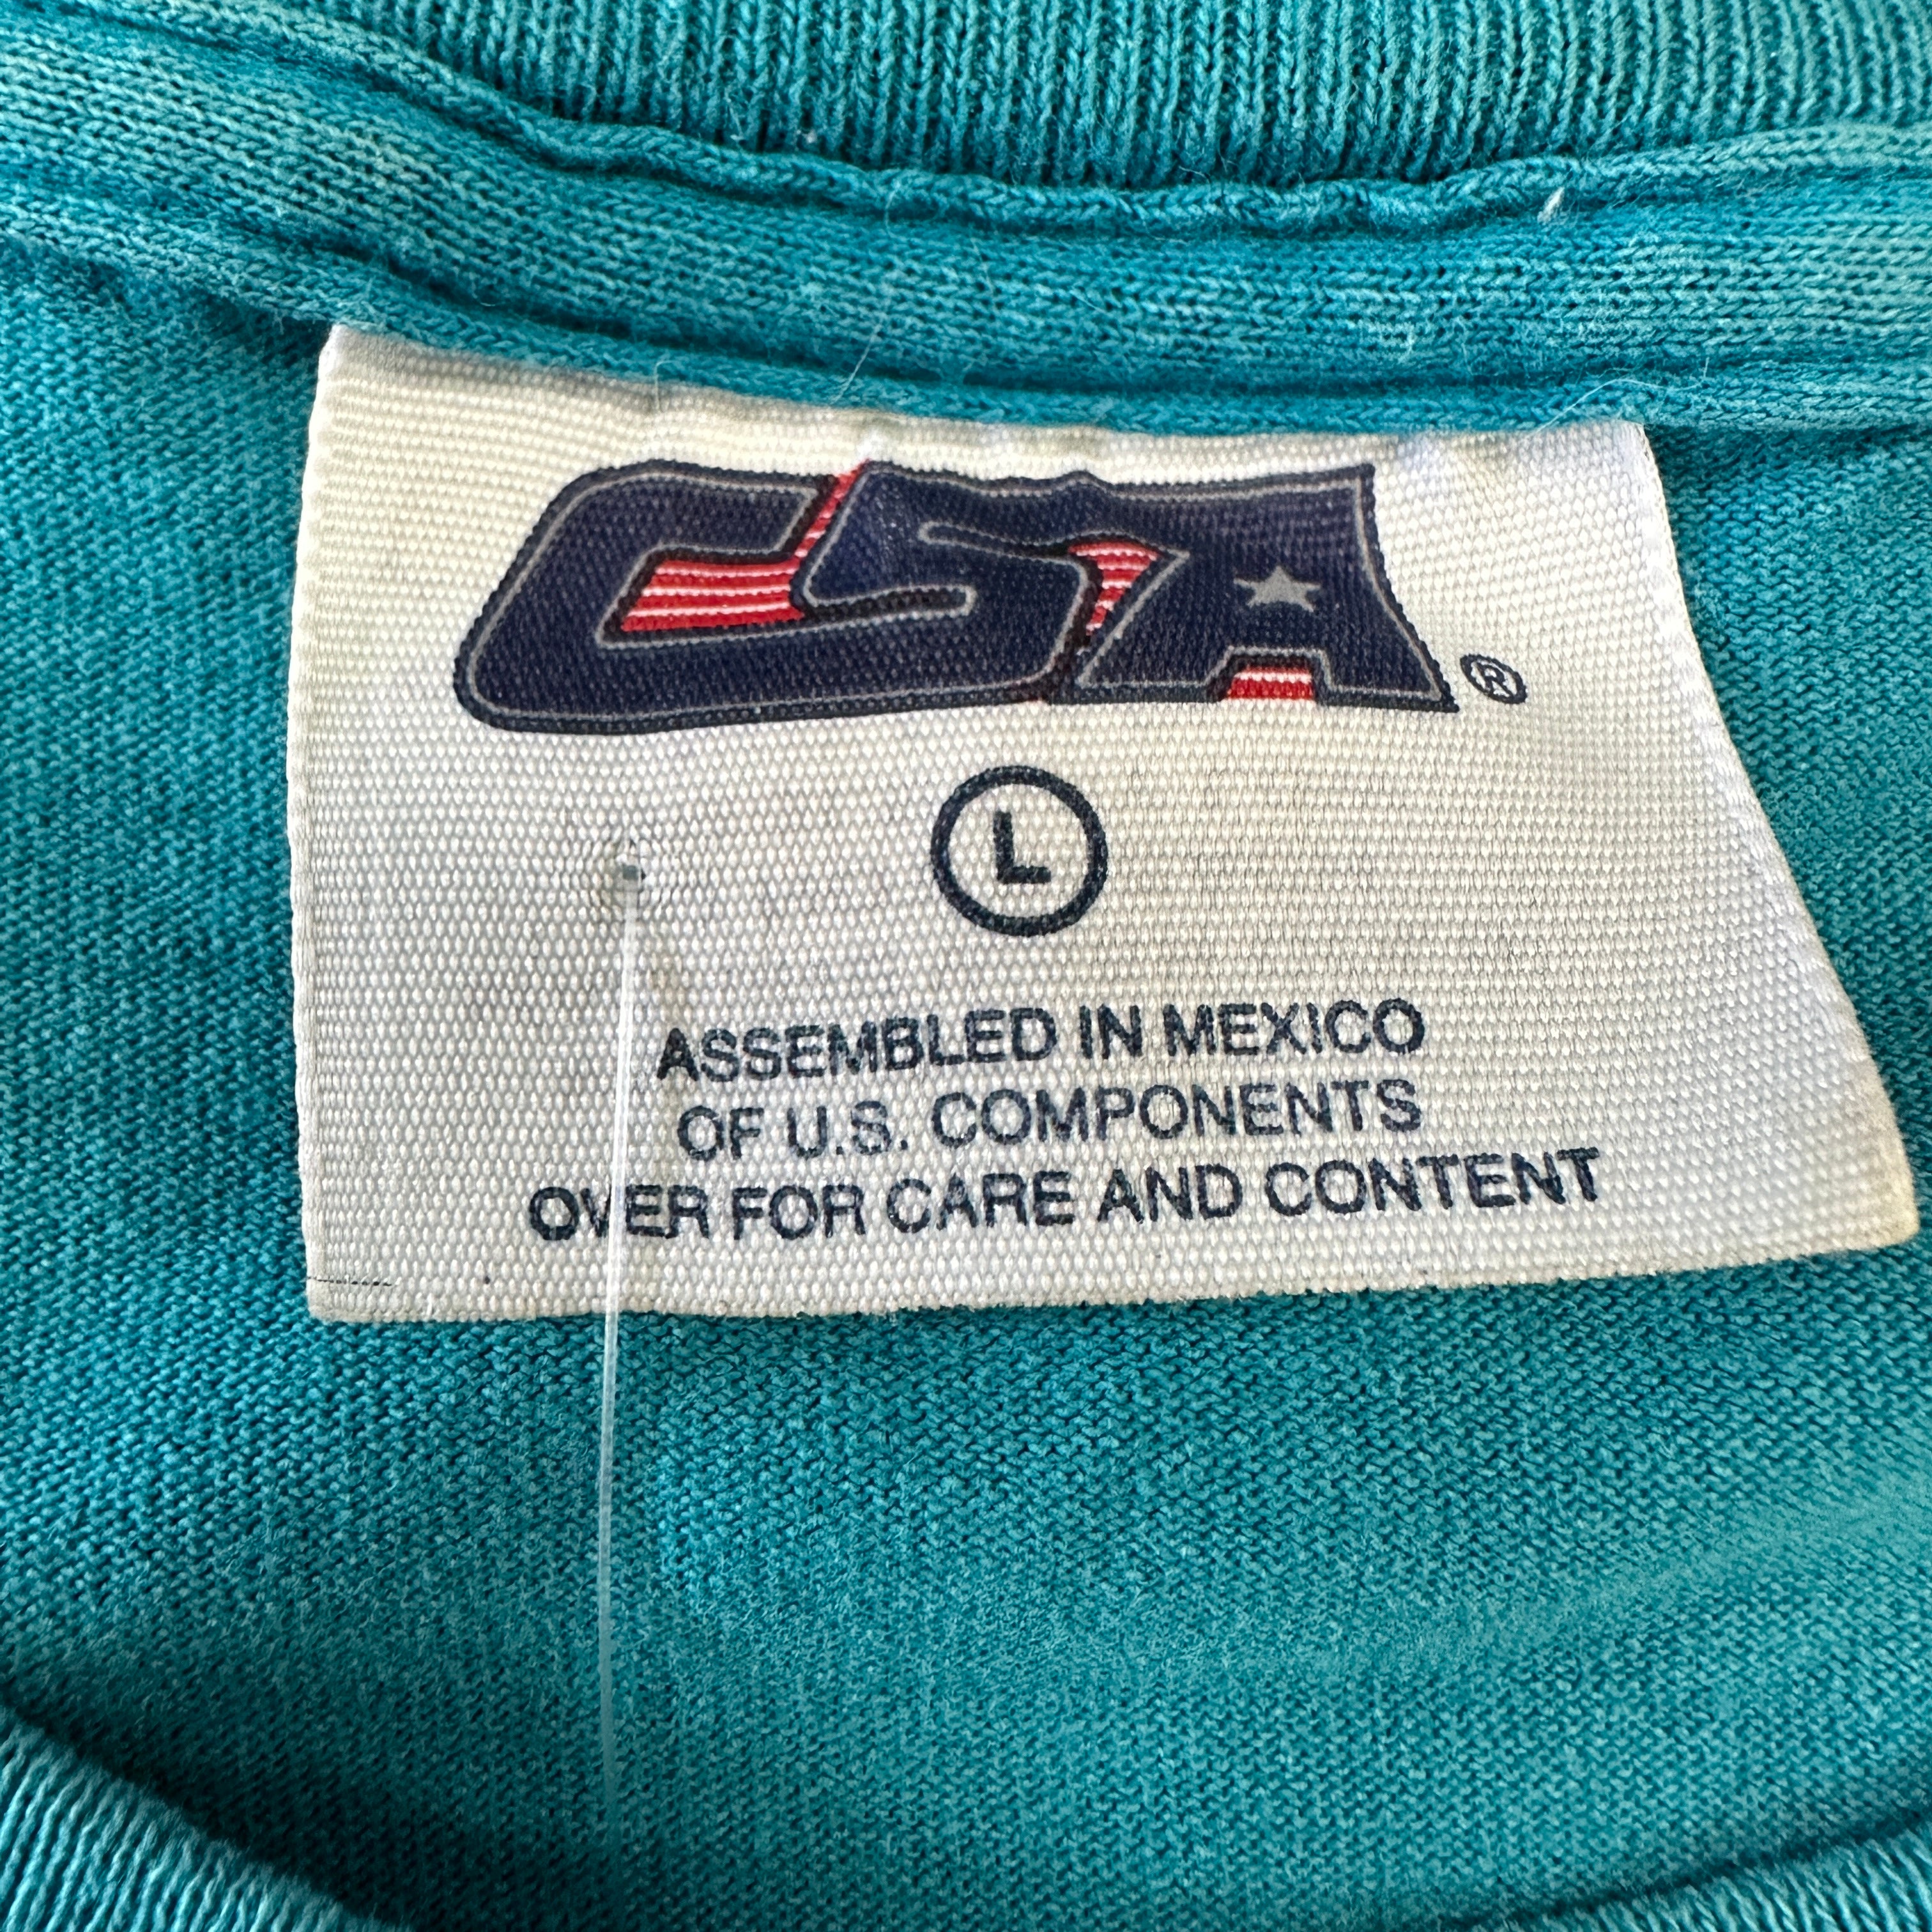 CSA®
L
ASSEMBLED IN MEXICO
OF U.S. COMPONENTS
OVER FOR CARE AND CONTENT